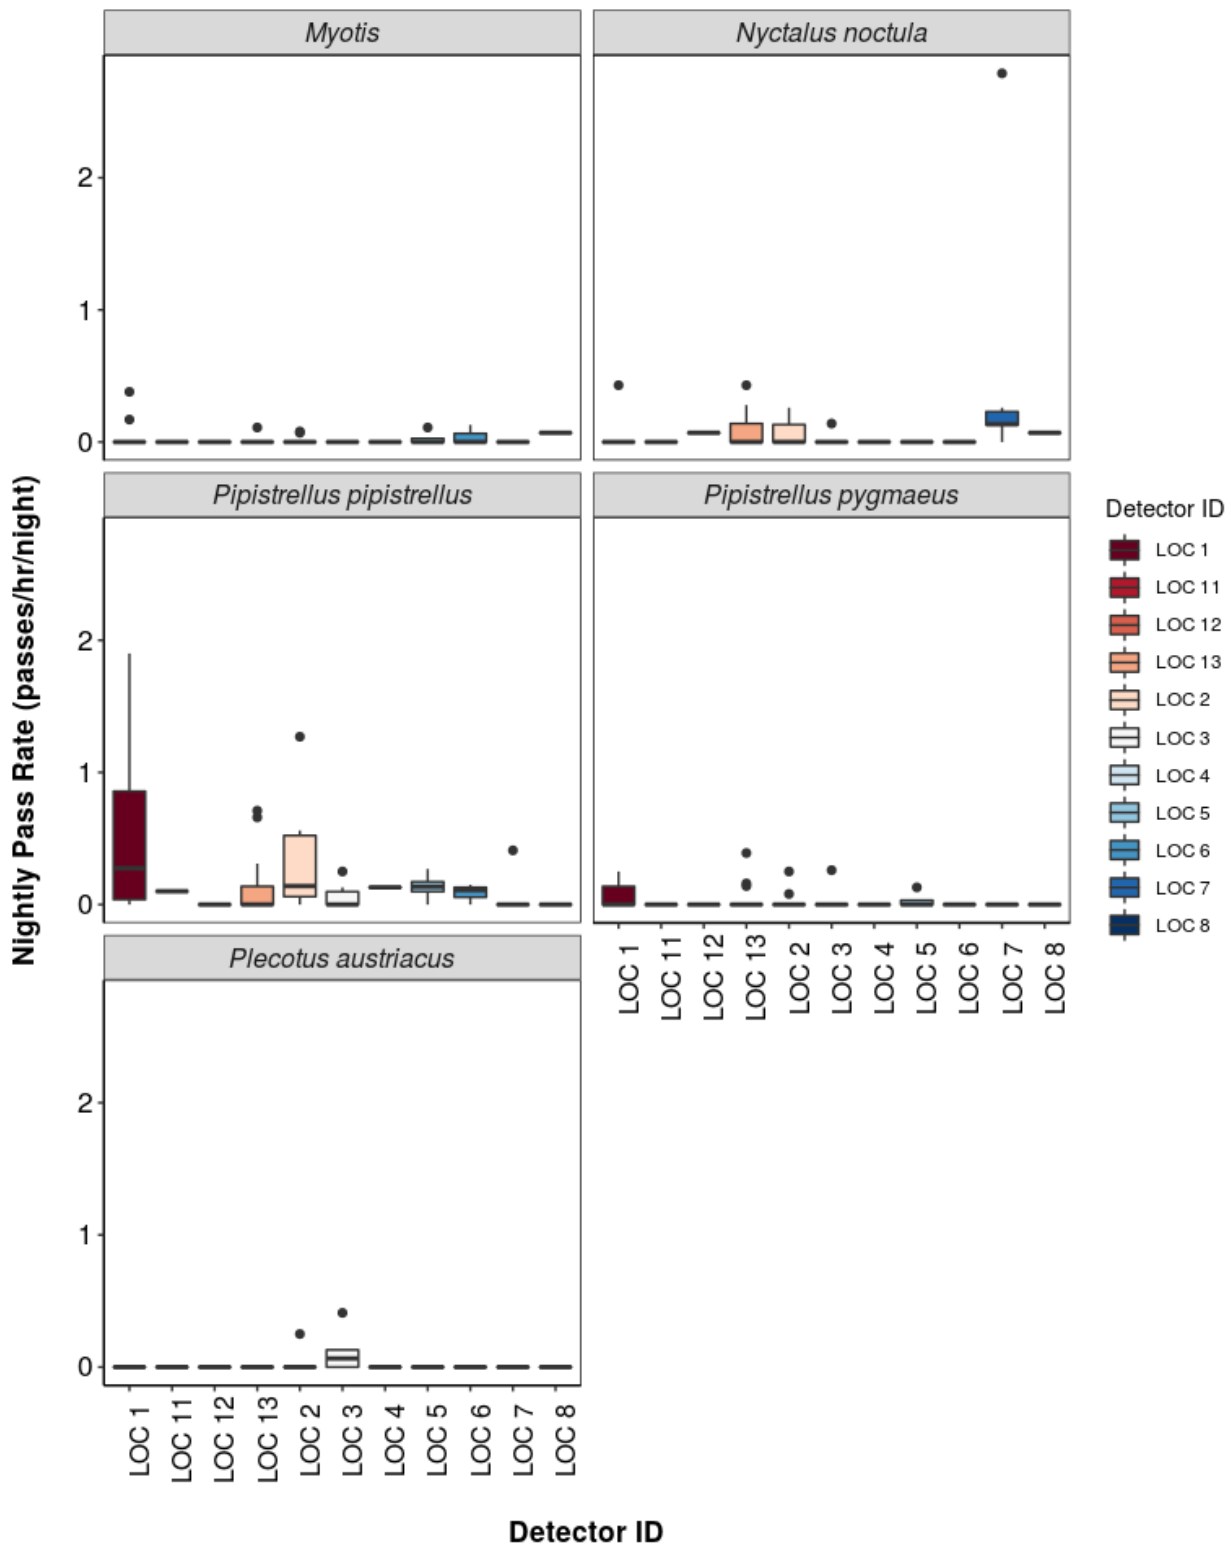 Myotis
Nyctalus noctula
2
1
0
Pipistrellus pipistrellus
Pipistrellus pygmaeus
2
1
0
LOC 1
LOC 11
LOC 12
LOC 13
LOC 2
LOC 3
LOC 4
LOC 5
LOC 6
LOC 7
LOC 8
Plecotus austriacus
2
1
0
LOC 1
LOC 11
LOC 12
LOC 13
LOC 2
LOC 3
LOC 4
LOC 5
LOC 6
LOC 7
LOC 8
Nightly Pass Rate (passes/hr/night)
Detector ID
Detector ID
LOC 1
LOC 11
LOC 12
LOC 13
LOC 2
LOC 3
LOC 4
LOC 5
LOC 6
LOC 7
LOC 8